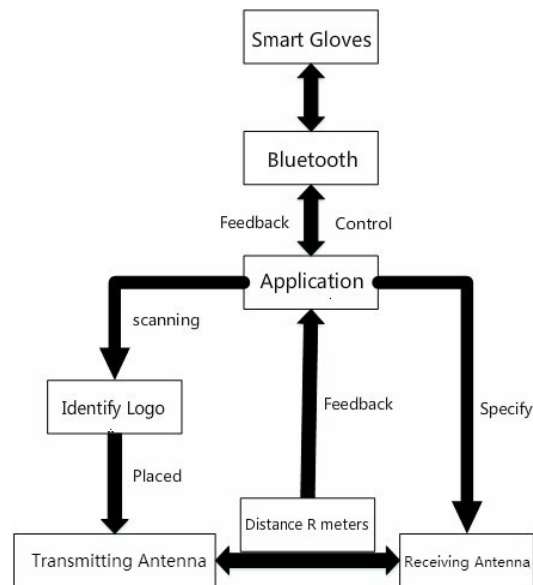 Smart Gloves
Bluetooth
Feedback
Control
Application
scanning
Identify Logo
Feedback
Specify
Placed
Distance R meters
Transmitting Antenna
Receiving Antenna